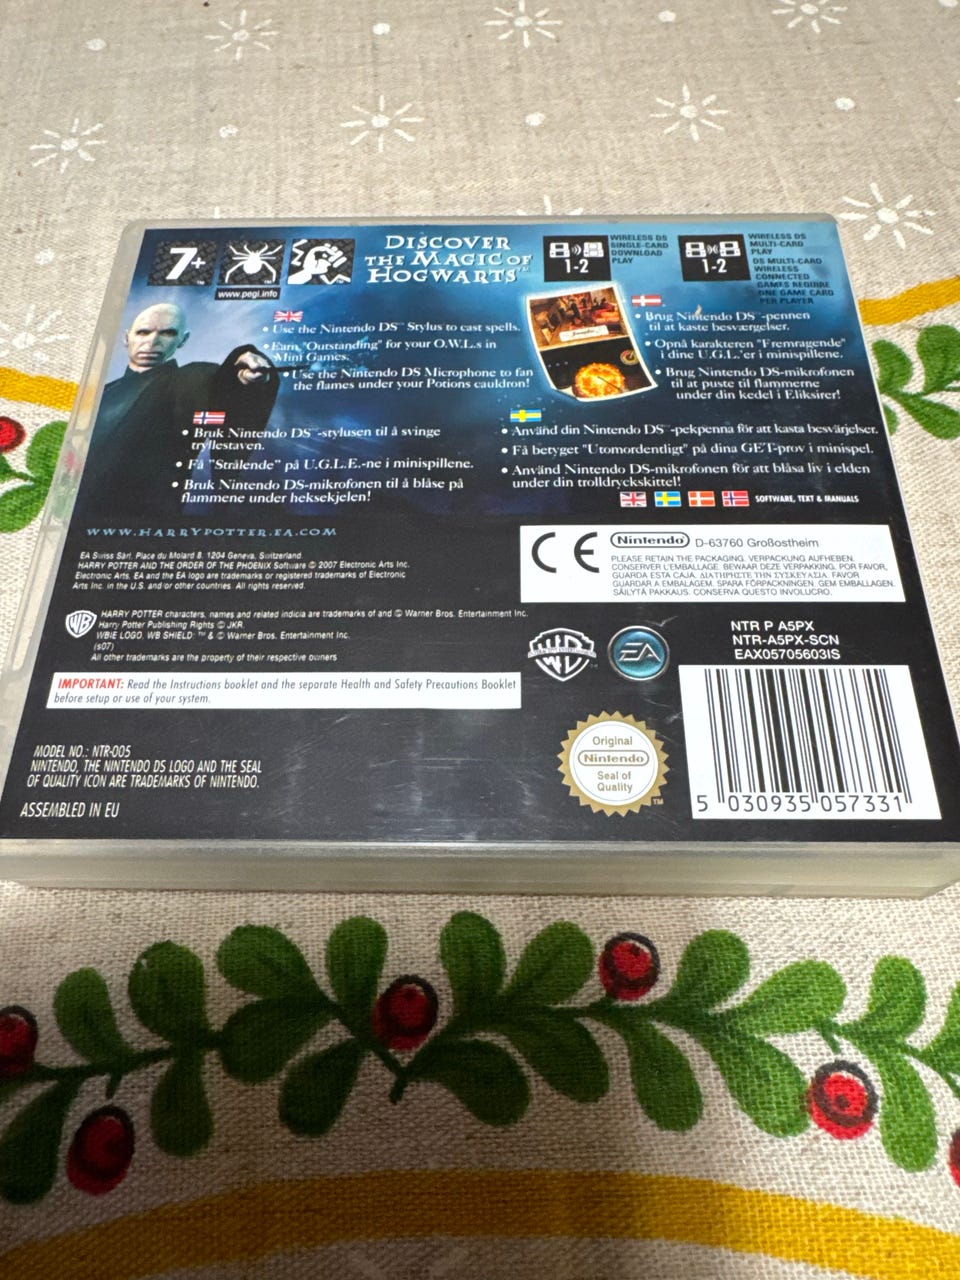 7+™
www.pegi.info
DISCOVER
THE MAGIC OF
HOGWARTS™
1-2
WIRELESS DS
SINGLE-CARD
DOWNLOAD
PLAY
1-2
WIRELESS DS
MULTI-CARD
PLAY
DS MULTI-CARD
WIRELESS
CONNECTED
GAMES REQUIRE
ONE GAME CARD
PER PLAYER
• Use the Nintendo DS™ Stylus to cast spells.
• Earn "Outstanding" for your O.W.L.s in
Mini Games.
• Use the Nintendo DS Microphone to fan
the flames under your Potions cauldron!
• Brug Nintendo DS™-pennen
til at kaste besværgelser.
• Opnå karakteren "Fremragende"
i dine U.G.L.'er i minispillene.
• Brug Nintendo DS-mikrofonen
til at puste til flammerne
under din kedel i Eliksirer!
• Bruk Nintendo DS™-stylusen til å svinge
tryllestaven.
• Få "Strålende" på U.G.L.E.-ne i minispillene.
• Bruk Nintendo DS-mikrofonen til å blåse på
flammene under heksekjelen!
• Använd din Nintendo DS™-pekpenna för att kasta besvärjelser.
• Få betyget "Utomordentligt" på dina GET-prov i minispel.
• Använd Nintendo DS-mikrofonen för att blåsa liv i elden
under din trolldryckskittel!
SOFTWARE, TEXT & MANUALS
WWW.HARRYPOTTER.EA.COM
EA Swiss Sàrl, Place du Molard 8, 1204 Geneva, Switzerland.
HARRY POTTER AND THE ORDER OF THE PHOENIX Software © 2007 Electronic Arts Inc.
Electronic Arts, EA and the EA logo are trademarks or registered trademarks of Electronic
Arts Inc. in the U.S. and/or other countries. All rights reserved.
WB
HARRY POTTER characters, names and related indicia are trademarks of and © Warner Bros. Entertainment Inc.
Harry Potter Publishing Rights © JKR.
WBIE LOGO, WB SHIELD: ™ & © Warner Bros. Entertainment Inc.
(s07)
All other trademarks are the property of their respective owners
CE
Nintendo D-63760 Großostheim
PLEASE RETAIN THE PACKAGING. VERPACKUNG AUFHEBEN.
CONSERVER L'EMBALLAGE. BEWAAR DEZE VERPAKKING. POR FAVOR,
GUARDA ESTA CAJA. ΔΙΑΤΗΡΗΣΤΕ ΤΗΝ ΣΥΣΚΕΥΑΣΙΑ. FAVOR
GUARDAR A EMBALAGEM. SPARA FÖRPACKNINGEN. GEM EMBALLAGEN.
SÄILYTÄ PAKKAUS. CONSERVA QUESTO INVOLUCRO.
IMPORTANT: Read the Instructions booklet and the separate Health and Safety Precautions Booklet
before setup or use of your system.
WB
EA™
NTR P A5PX
NTR-A5PX-SCN
EAX05705603IS
MODEL NO.: NTR-005
NINTENDO, THE NINTENDO DS LOGO AND THE SEAL
OF QUALITY ICON ARE TRADEMARKS OF NINTENDO.
ASSEMBLED IN EU
Original
Nintendo
Seal of
Quality
™
5 030935 057331